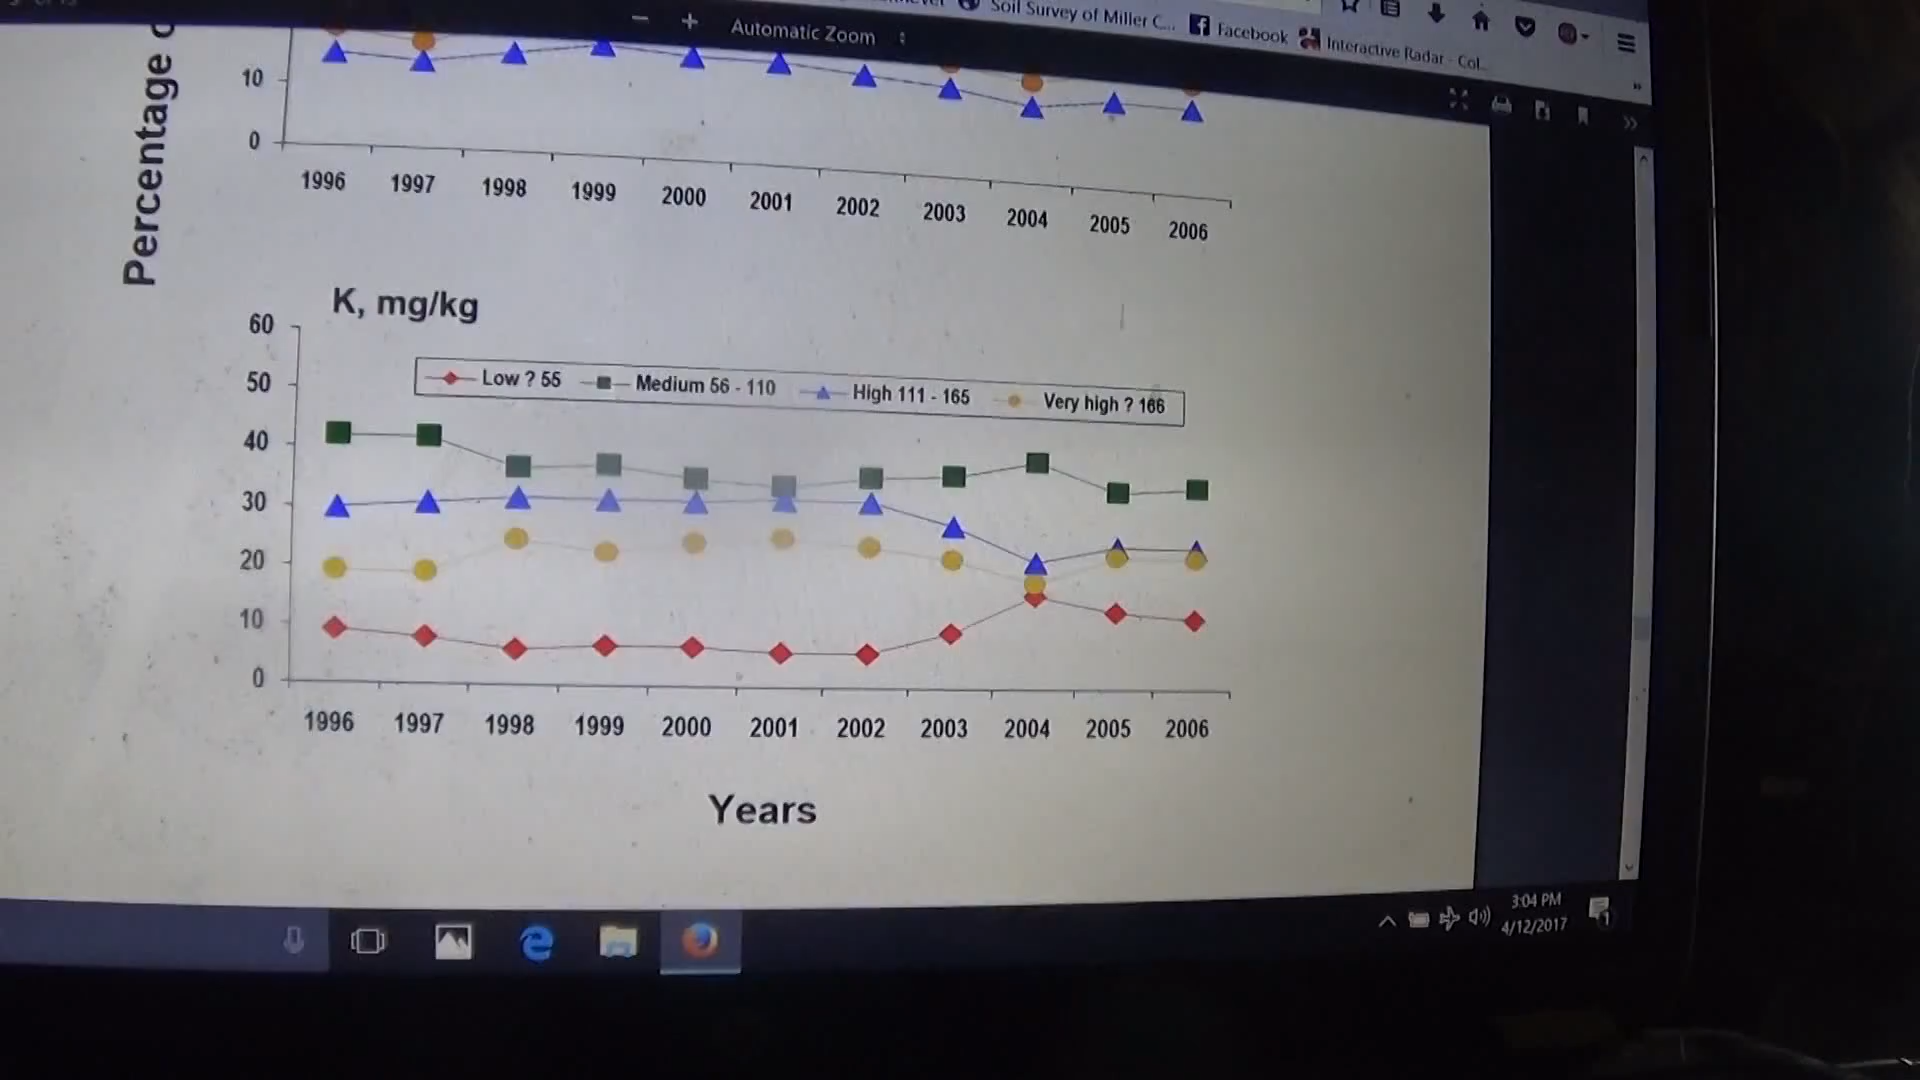 Soil Survey of Miller C...
Facebook
Interactive Radar - Col...
Automatic Zoom
Percentage
10
0
1996 1997 1998 1999 2000 2001 2002 2003 2004 2005 2006
K, mg/kg
60
50
40
30
20
10
0
Low ? 55 Medium 56 - 110 High 111 - 165 Very high ? 166
1996 1997 1998 1999 2000 2001 2002 2003 2004 2005 2006
Years
3:04 PM
4/12/2017
1